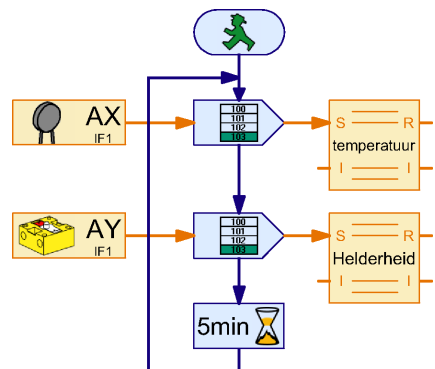 AX
IF1
100
101
102
103
S R
temperatuur
I I
AY
IF1
100
101
102
103
S R
Helderheid
I I
5min